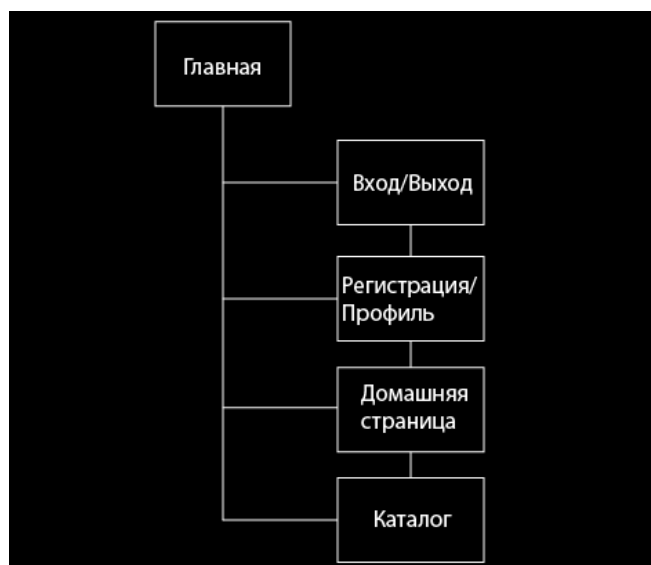 Главная
Вход/Выход
Регистрация/
Профиль
Домашняя
страница
Каталог